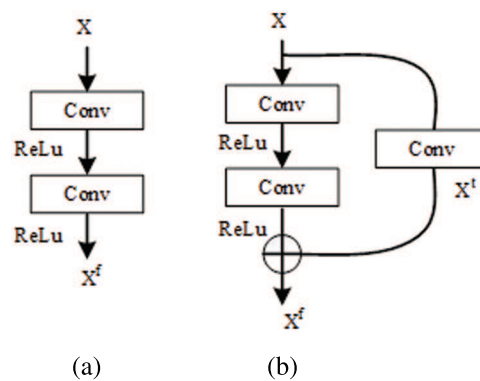 X
Conv
ReLu
Conv
ReLu
X^f
(a)
X
Conv
ReLu
Conv
ReLu
X^f
Conv
X^t
(b)